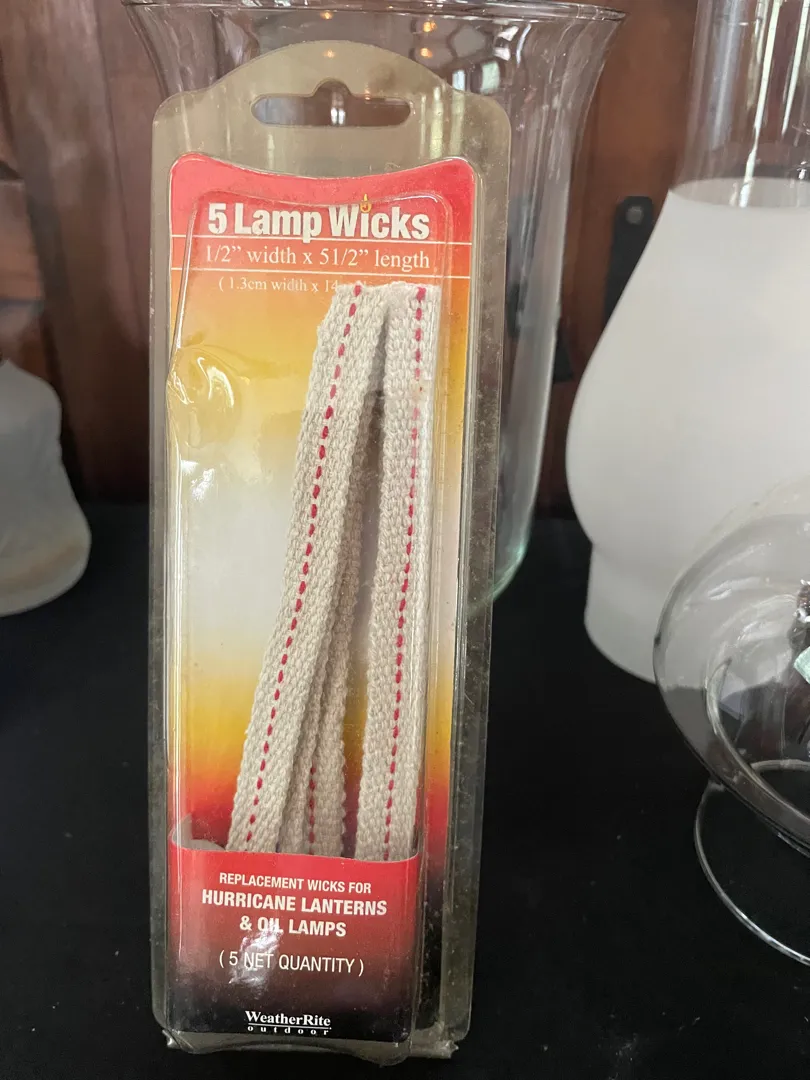 5 Lamp Wicks
1/2" width x 51/2" length
( 1.3cm width x 14
REPLACEMENT WICKS FOR
HURRICANE LANTERNS
& OIL LAMPS
( 5 NET QUANTITY )
WeatherRite
outdoor